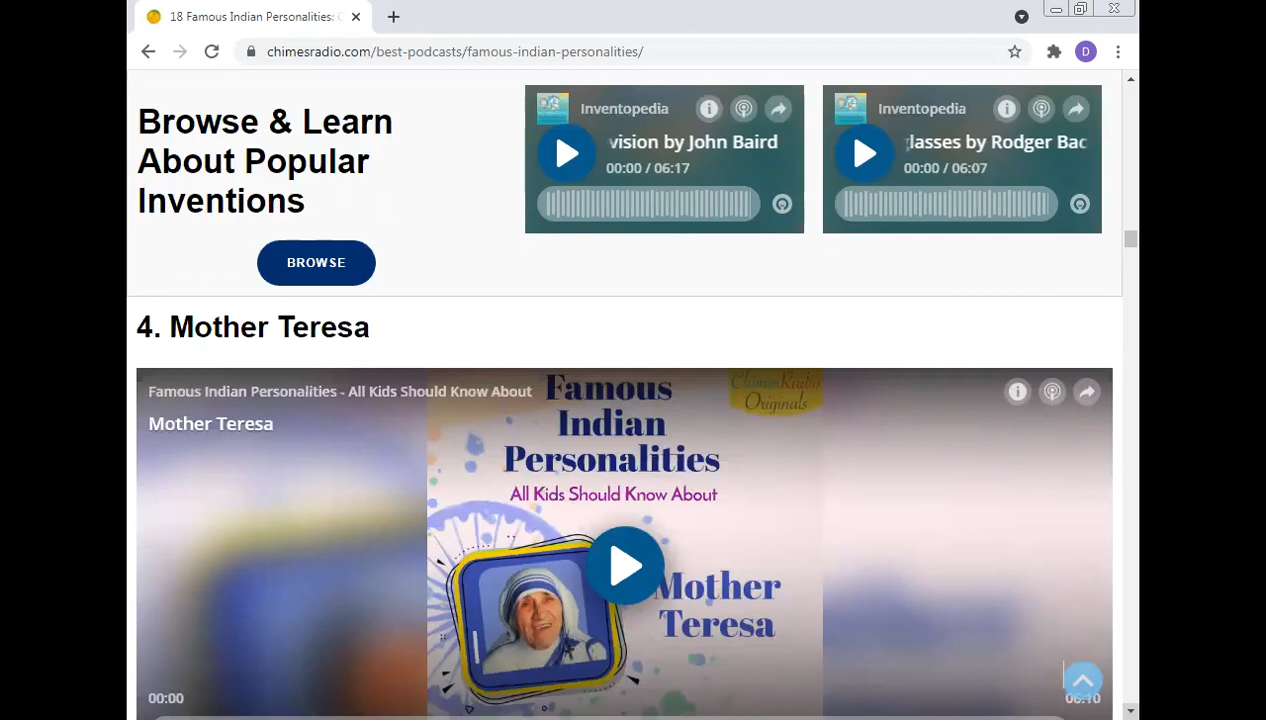 18 Famous Indian Personalities:
chimesradio.com/best-podcasts/famous-indian-personalities/
D
Browse & Learn
About Popular
Inventions
BROWSE
Inventopedia
vision by John Baird
00:00 / 06:17
Inventopedia
lasses by Rodger Bac
00:00 / 06:07
4. Mother Teresa
Famous Indian Personalities - All Kids Should Know About
Mother Teresa
Chimes Radio
Originals
Famous
Indian
Personalities
All Kids Should Know About
Mother
Teresa
00:00
06:10